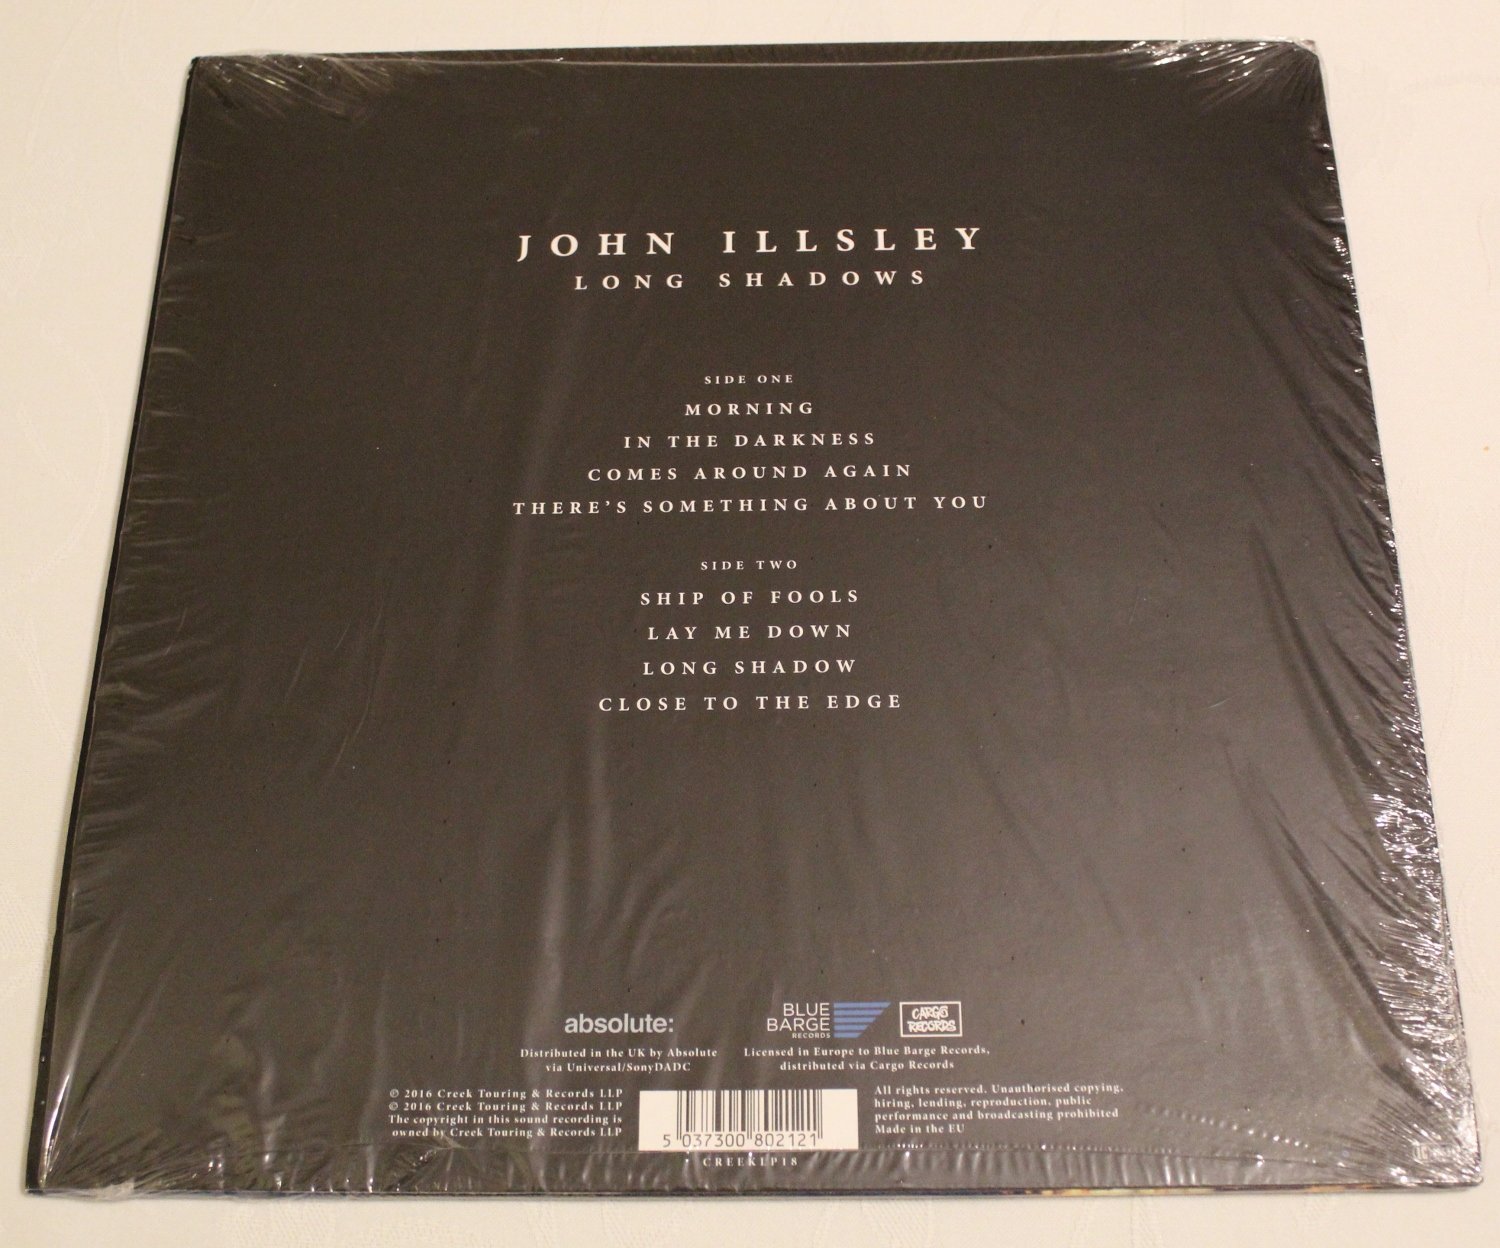 JOHN ILLSLEY
LONG SHADOWS
SIDE ONE
MORNING
IN THE DARKNESS
COMES AROUND AGAIN
THERE'S SOMETHING ABOUT YOU
SIDE TWO
SHIP OF FOOLS
LAY ME DOWN
LONG SHADOW
CLOSE TO THE EDGE
absolute:
Distributed in the UK by Absolute
via Universal/SonyDADC
BLUE
BARGE
RECORDS
CARGO
RECORDS
Licensed in Europe to Blue Barge Records,
distributed via Cargo Records
© 2016 Creek Touring & Records LLP
© 2016 Creek Touring & Records LLP
The copyright in this sound recording is
owned by Creek Touring & Records LLP
5 037300 802121
All rights reserved. Unauthorised copying,
hiring, lending, reproduction, public
performance and broadcasting prohibited
Made in the EU
CREEKLP18